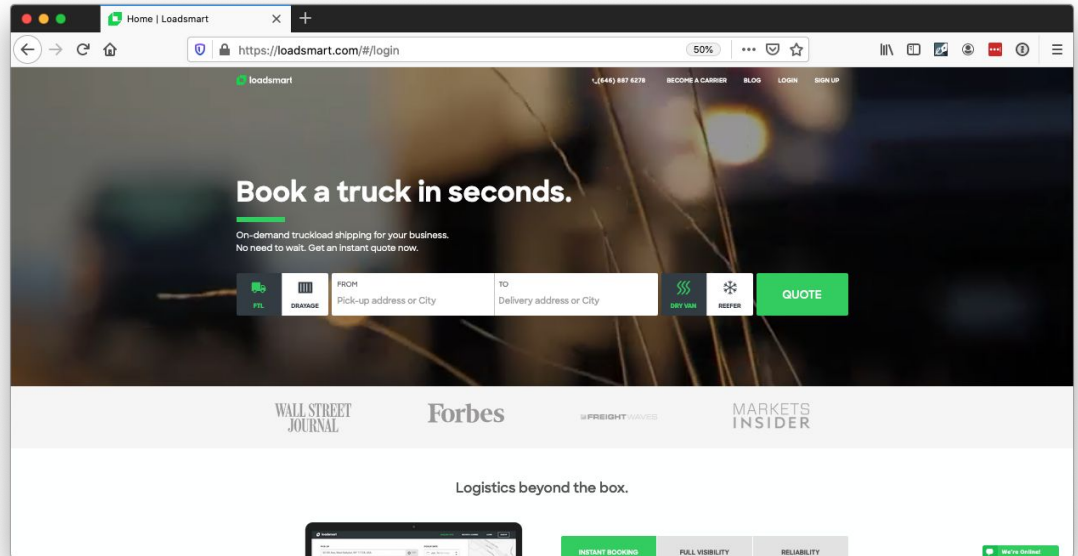 Home | Loadsmart
https://loadsmart.com/#/login
50%
loadsmart
(646) 887 6278 BECOME A CARRIER BLOG LOGIN SIGN UP
Book a truck in seconds.
On-demand truckload shipping for your business.
No need to wait. Get an instant quote now.
FTL DRAYAGE
FROM
Pick-up address or City
TO
Delivery address or City
DRY VAN REEFER
QUOTE
WALL STREET
JOURNAL
Forbes
FREIGHTWAVES
MARKETS
INSIDER
Logistics beyond the box.
loadsmart
INSTANT BOOKING FULL VISIBILITY RELIABILITY
We're Online!